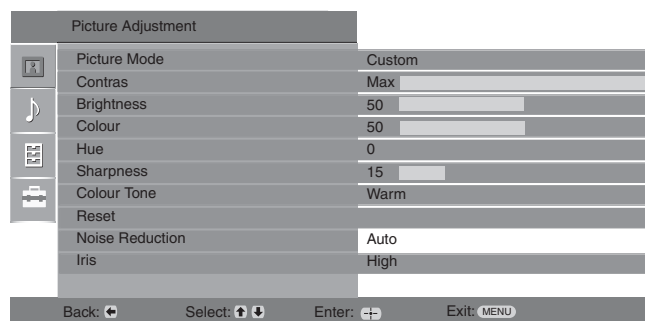 Picture Adjustment
Picture Mode Custom
Contras Max
Brightness 50
Colour 50
Hue 0
Sharpness 15
Colour Tone Warm
Reset
Noise Reduction Auto
Iris High
Back: Select: Enter: Exit: MENU